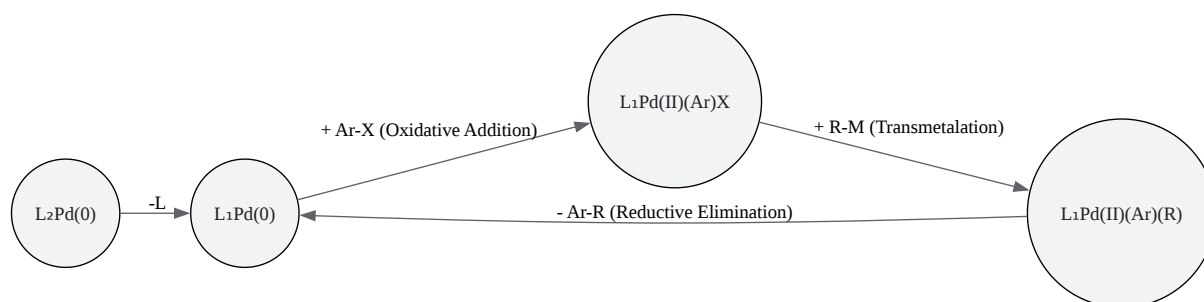 L₁Pd(II)(Ar)X
+ Ar-X (Oxidative Addition)
+ R-M (Transmetalation)
L₂Pd(0)
-L
L₁Pd(0)
- Ar-R (Reductive Elimination)
L₁Pd(II)(Ar)(R)